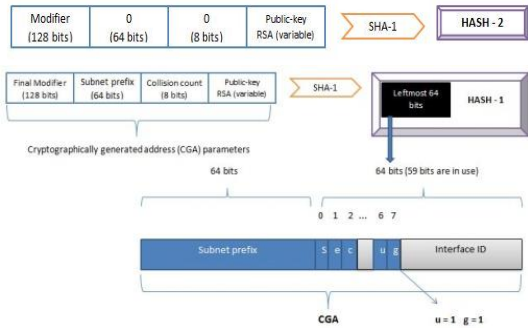 Modifier 0 0 Public-key
(128 bits) (64 bits) (8 bits) RSA (variable)
SHA-1
HASH - 2
Final Modifier Subnet prefix Collision count Public-key
(128 bits) (64 bits) (8 bits) RSA (variable)
SHA-1
Leftmost 64
bits
HASH - 1
Cryptographically generated address (CGA) parameters
64 bits 64 bits (59 bits are in use)
0 1 2 ... 6 7
Subnet prefix S e c u g Interface ID
CGA u = 1 g = 1